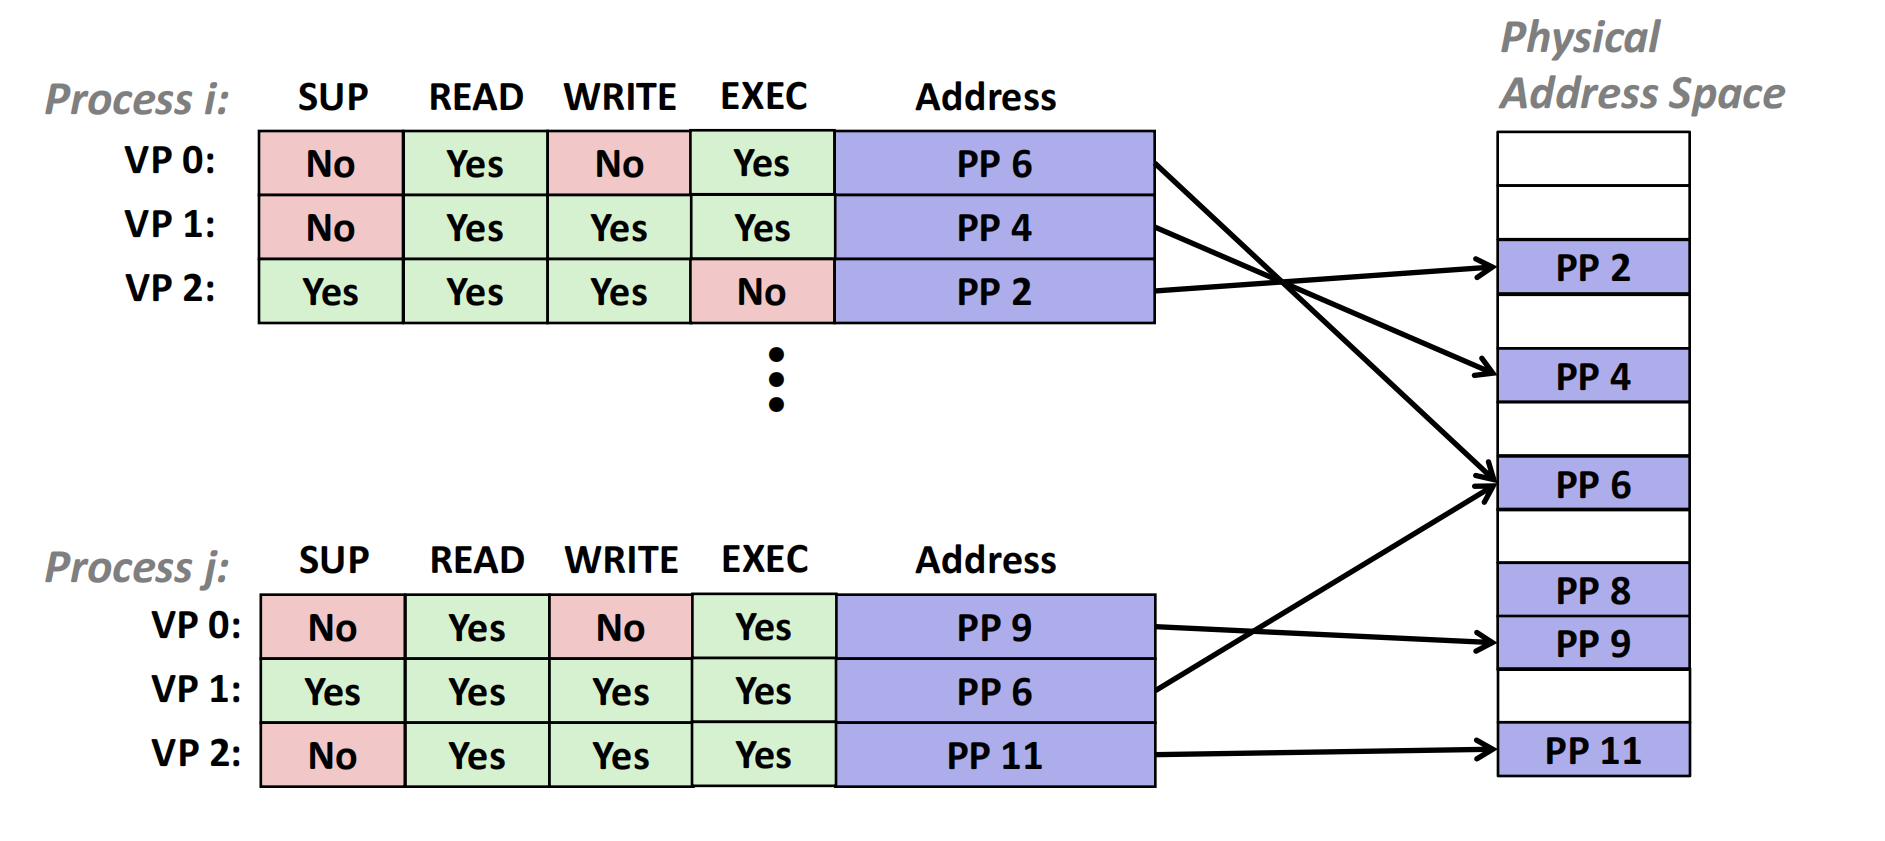 Physical
Address Space
Process i: SUP READ WRITE EXEC Address
VP 0: No Yes No Yes PP 6
VP 1: No Yes Yes Yes PP 4
VP 2: Yes Yes Yes No PP 2
PP 2
PP 4
PP 6
PP 8
PP 9
PP 11
Process j: SUP READ WRITE EXEC Address
VP 0: No Yes No Yes PP 9
VP 1: Yes Yes Yes Yes PP 6
VP 2: No Yes Yes Yes PP 11